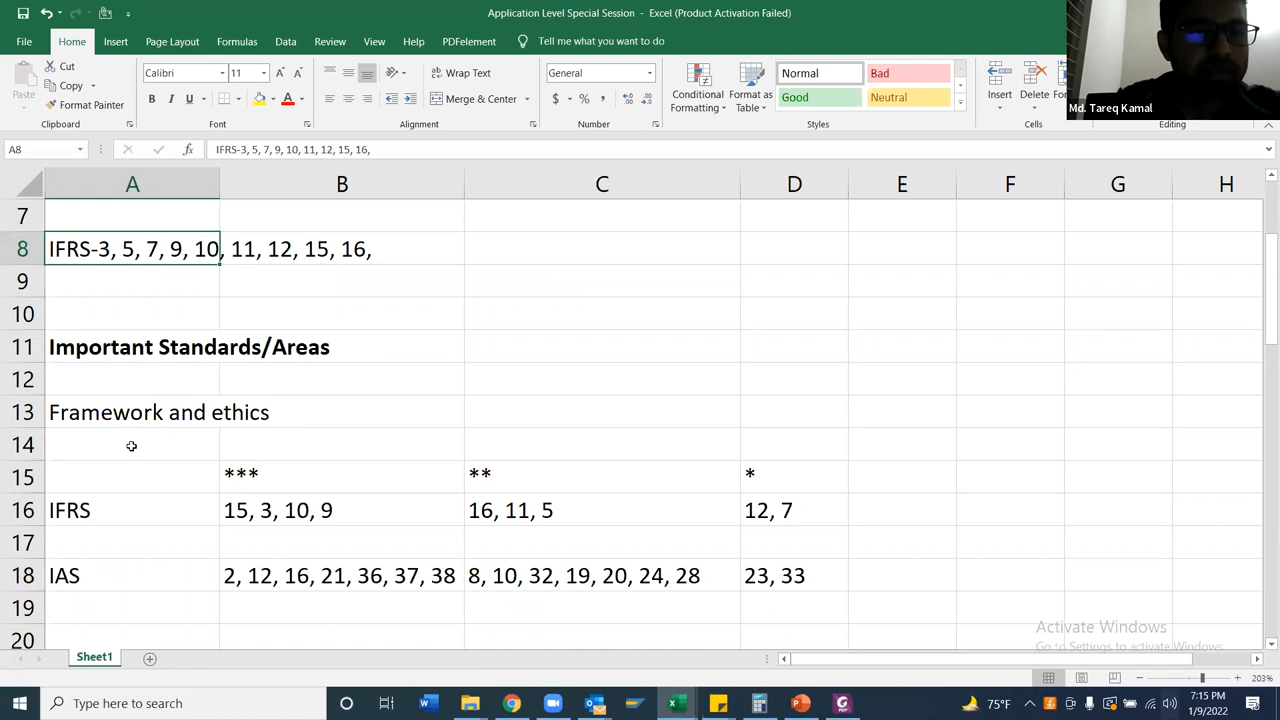 Application Level Special Session - Excel (Product Activation Failed)
File Home Insert Page Layout Formulas Data Review View Help PDFelement Tell me what you want to do
Cut
Copy
Format Painter
Paste
Clipboard
Calibri 11
B I U
Font
Wrap Text
Merge & Center
Alignment
General
$ % ,
Number
Conditional Formatting
Format as Table
Normal
Bad
Good
Neutral
Styles
Insert
Delete
Cells
Editing
Md. Tareq Kamal
A8 fx IFRS-3, 5, 7, 9, 10, 11, 12, 15, 16,
A B C D E F G H
7
8 IFRS-3, 5, 7, 9, 10, 11, 12, 15, 16,
9
10
11 Important Standards/Areas
12
13 Framework and ethics
14
15 *** ** *
16 IFRS 15, 3, 10, 9 16, 11, 5 12, 7
17
18 IAS 2, 12, 16, 21, 36, 37, 38 8, 10, 32, 19, 20, 24, 28 23, 33
19
20
Activate Windows
Go to Settings to activate Windows.
Sheet1
203%
Type here to search
75°F
7:15 PM
1/9/2022